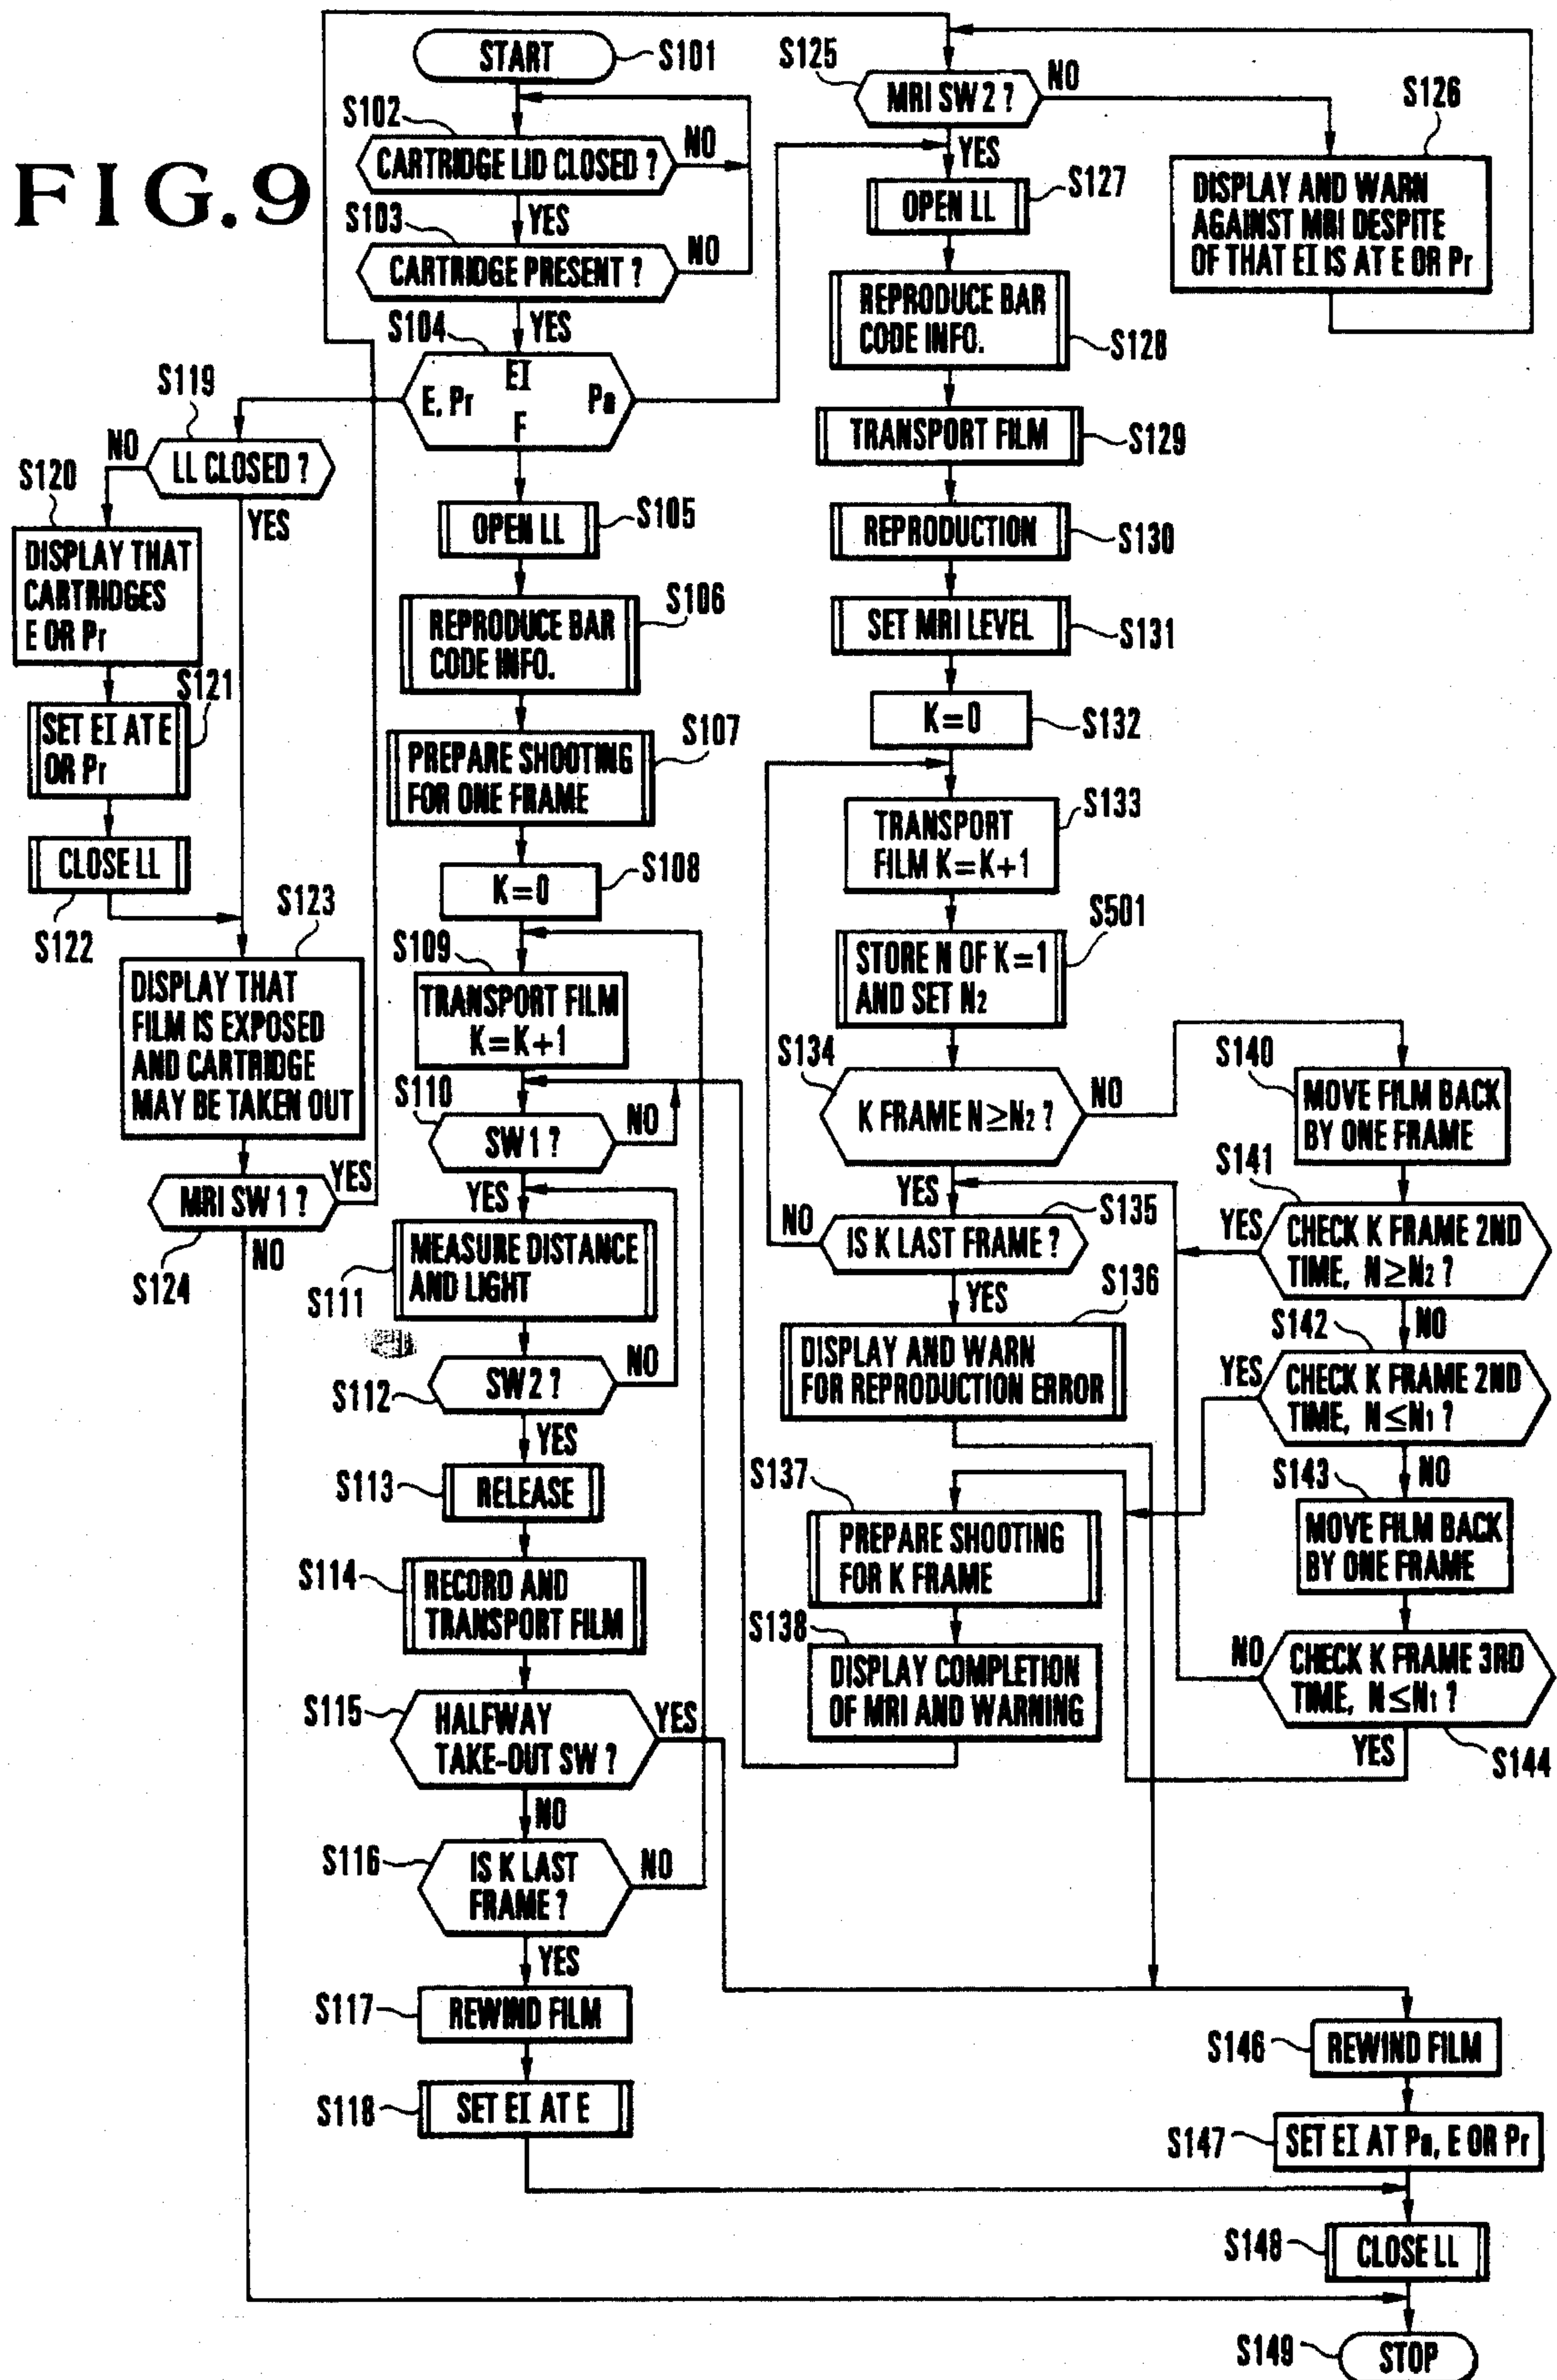 FIG.9
START
S101
S102
CARTRIDGE LID CLOSED ?
NO
YES
S103
CARTRIDGE PRESENT ?
NO
YES
S104
EI
E, Pr
Pa
F
S119
LL CLOSED ?
NO
YES
S120
DISPLAY THAT
CARTRIDGES
E OR Pr
S121
SET EI AT E
OR Pr
CLOSE LL
S122
S123
DISPLAY THAT
FILM IS EXPOSED
AND CARTRIDGE
MAY BE TAKEN OUT
MRI SW 1 ?
YES
NO
S124
OPEN LL
S105
REPRODUCE BAR
CODE INFO.
S106
PREPARE SHOOTING
FOR ONE FRAME
S107
K=0
S108
S109
TRANSPORT FILM
K=K+1
S110
SW 1 ?
NO
YES
MEASURE DISTANCE
AND LIGHT
S111
SW2 ?
NO
S112
YES
S113
RELEASE
S114
RECORD AND
TRANSPORT FILM
S115
HALFWAY
TAKE-OUT SW ?
YES
NO
S116
IS K LAST
FRAME ?
NO
YES
S117
REWIND FILM
S118
SET EI AT E
S125
MRI SW 2 ?
NO
YES
S126
DISPLAY AND WARN
AGAINST MRI DESPITE
OF THAT EI IS AT E OR Pr
OPEN LL
S127
REPRODUCE BAR
CODE INFO.
S128
TRANSPORT FILM
S129
REPRODUCTION
S130
SET MRI LEVEL
S131
K=0
S132
TRANSPORT
FILM K=K+1
S133
S501
STORE N OF K=1
AND SET N2
S134
K FRAME N≥N2 ?
NO
YES
S135
IS K LAST FRAME ?
NO
YES
S136
DISPLAY AND WARN
FOR REPRODUCTION ERROR
S137
PREPARE SHOOTING
FOR K FRAME
S138
DISPLAY COMPLETION
OF MRI AND WARNING
S140
MOVE FILM BACK
BY ONE FRAME
S141
YES
CHECK K FRAME 2ND
TIME, N≥N2 ?
NO
S142
YES
CHECK K FRAME 2ND
TIME, N≤N1 ?
NO
S143
MOVE FILM BACK
BY ONE FRAME
NO
CHECK K FRAME 3RD
TIME, N≤N1 ?
YES
S144
S146
REWIND FILM
S147
SET EI AT Pa, E OR Pr
S148
CLOSE LL
S149
STOP